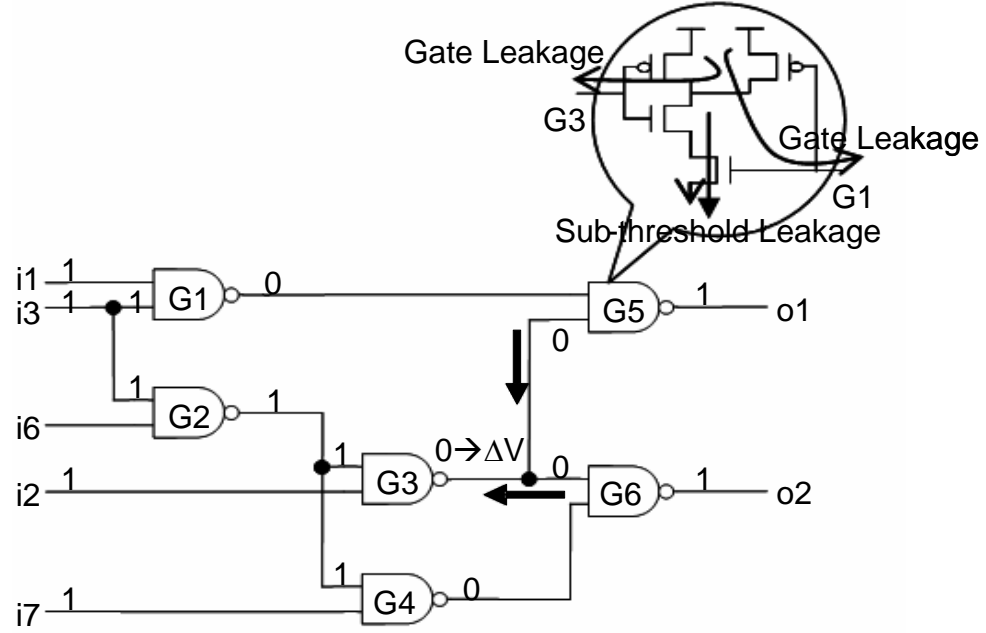 Gate Leakage
G3
Gate Leakage
G1
Sub-threshold Leakage
i1 1
0
i3 1 1
G1
G5
1
o1
0
1
G2
1
i6
1
0→ΔV
0
G3
G6
1
o2
i2 1
1
G4
0
i7 1